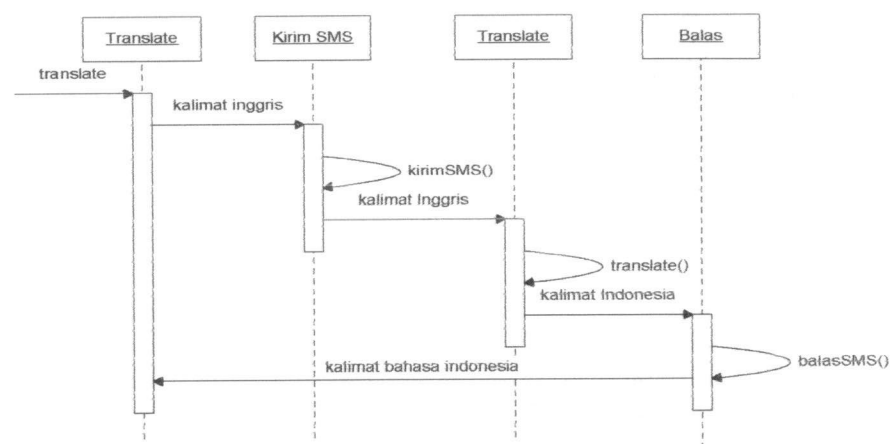 Translate
Kirim SMS
Translate
Balas
translate
kalimat inggris
kirimSMS()
kalimat Inggris
translate()
kalimat Indonesia
balasSMS()
kalimat bahasa indonesia